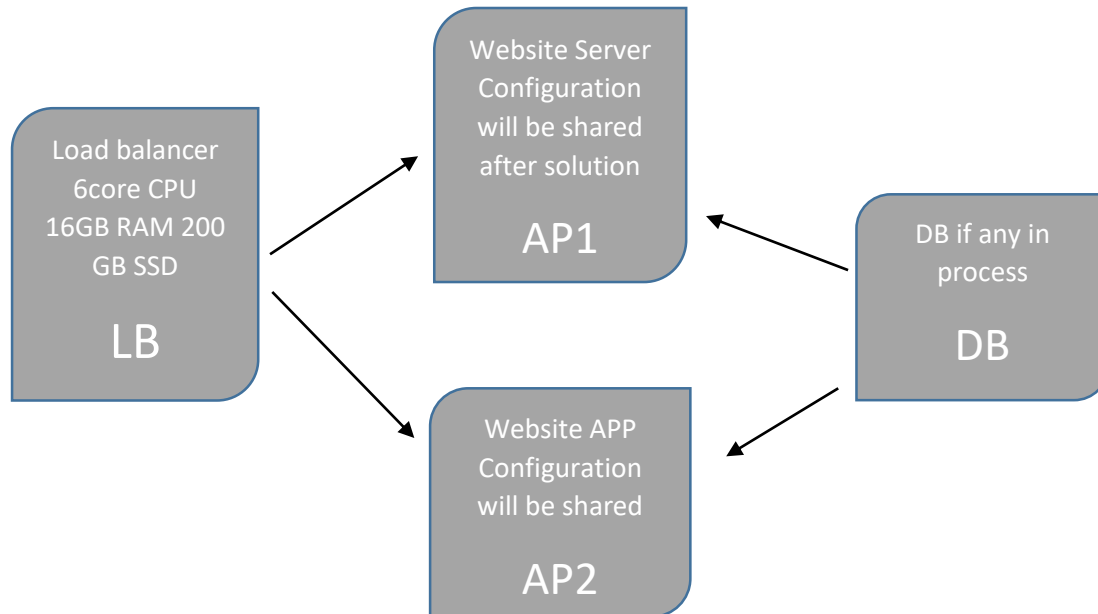 Load balancer
6core CPU
16GB RAM 200
GB SSD
LB
Website Server
Configuration
will be shared
after solution
AP1
Website APP
Configuration
will be shared
AP2
DB if any in
process
DB